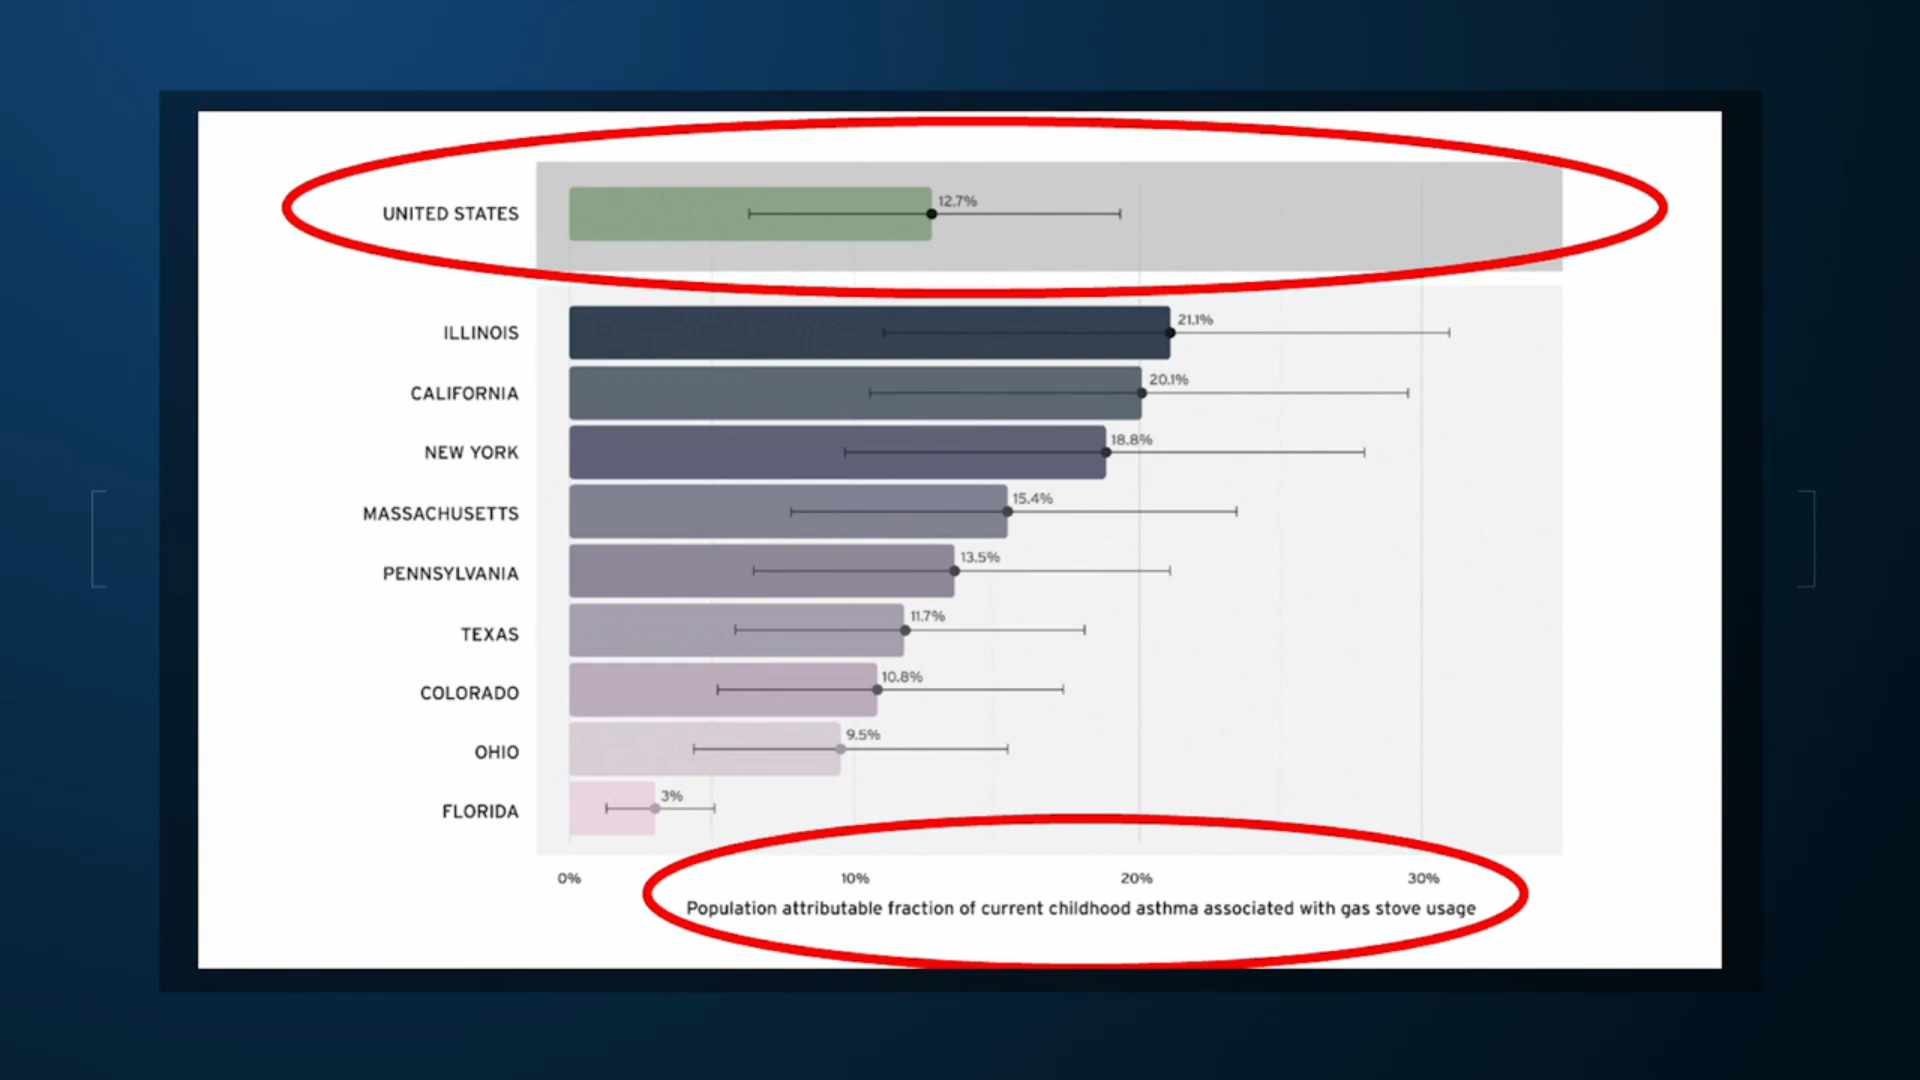 UNITED STATES 12.7%
ILLINOIS 21.1%
CALIFORNIA 20.1%
NEW YORK 18.8%
MASSACHUSETTS 15.4%
PENNSYLVANIA 13.5%
TEXAS 11.7%
COLORADO 10.8%
OHIO 9.5%
FLORIDA 3%
0% 10% 20% 30%
Population attributable fraction of current childhood asthma associated with gas stove usage